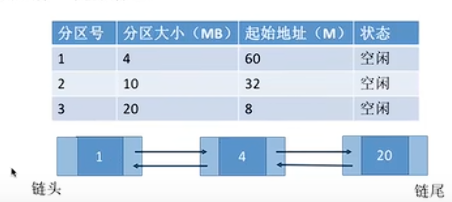 分区号 分区大小（MB） 起始地址（M） 状态
1 4 60 空闲
2 10 32 空闲
3 20 8 空闲
1 4 20
链头 链尾